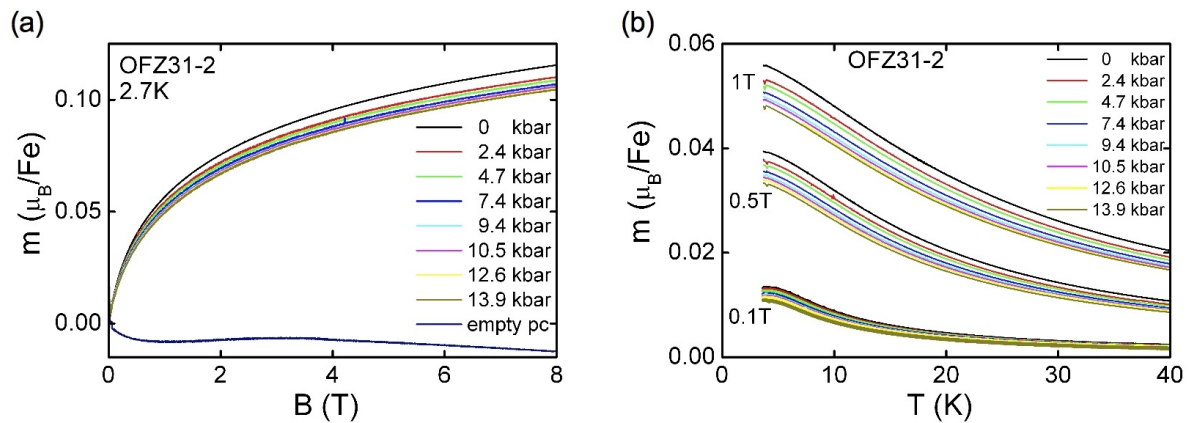 (a)
OFZ31-2
2.7K
m (μB/Fe)
0.10
0.05
0.00
0 kbar
2.4 kbar
4.7 kbar
7.4 kbar
9.4 kbar
10.5 kbar
12.6 kbar
13.9 kbar
empty pc
0 2 4 6 8
B (T)
(b)
OFZ31-2
m (μB/Fe)
0.06
0.04
0.02
0.00
1T
0.5T
0.1T
0 kbar
2.4 kbar
4.7 kbar
7.4 kbar
9.4 kbar
10.5 kbar
12.6 kbar
13.9 kbar
0 10 20 30 40
T (K)